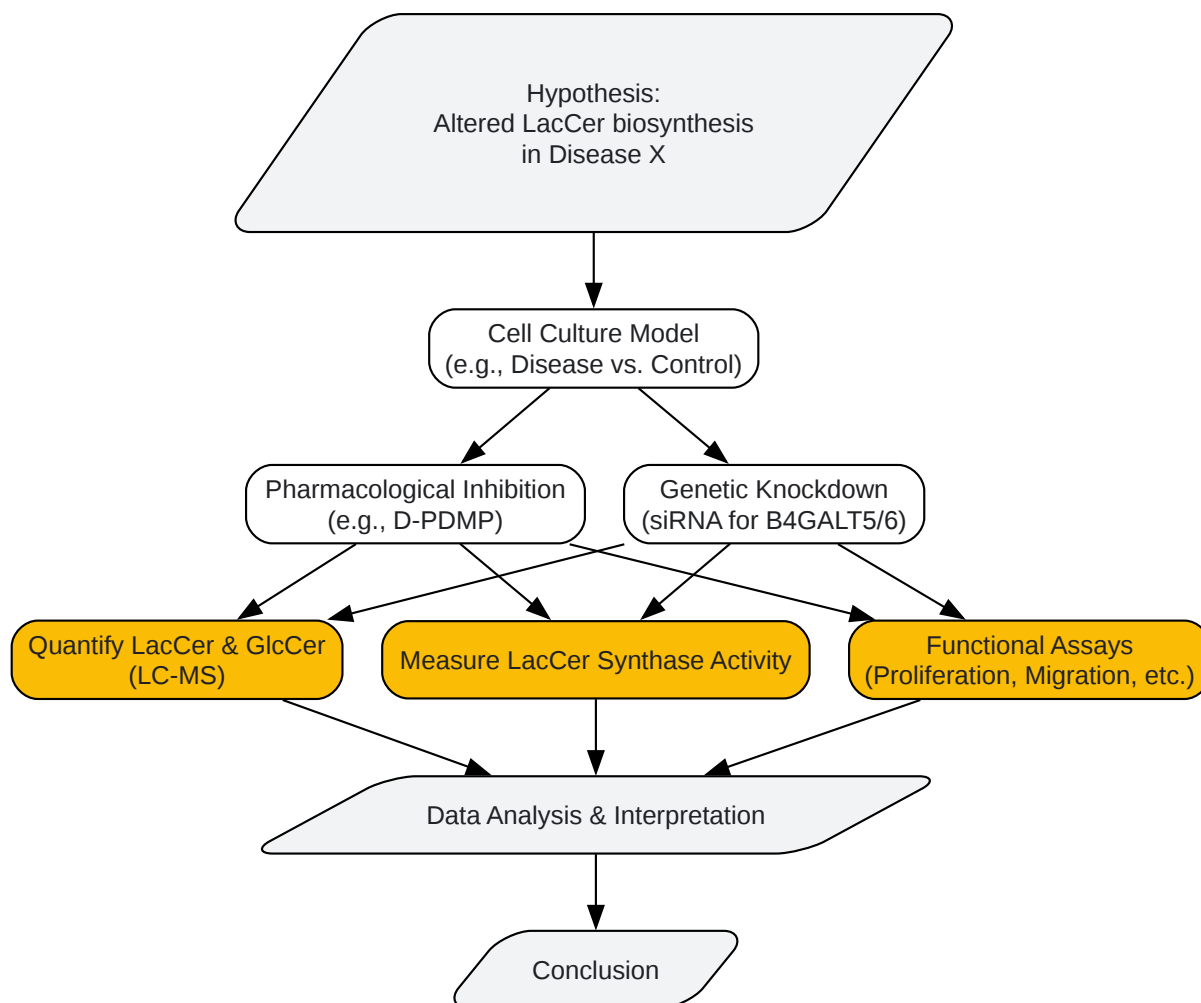 Hypothesis:
Altered LacCer biosynthesis
in Disease X
Cell Culture Model
(e.g., Disease vs. Control)
Pharmacological Inhibition
(e.g., D-PDMP)
Genetic Knockdown
(siRNA for B4GALT5/6)
Quantify LacCer & GlcCer
(LC-MS)
Measure LacCer Synthase Activity
Functional Assays
(Proliferation, Migration, etc.)
Data Analysis & Interpretation
Conclusion